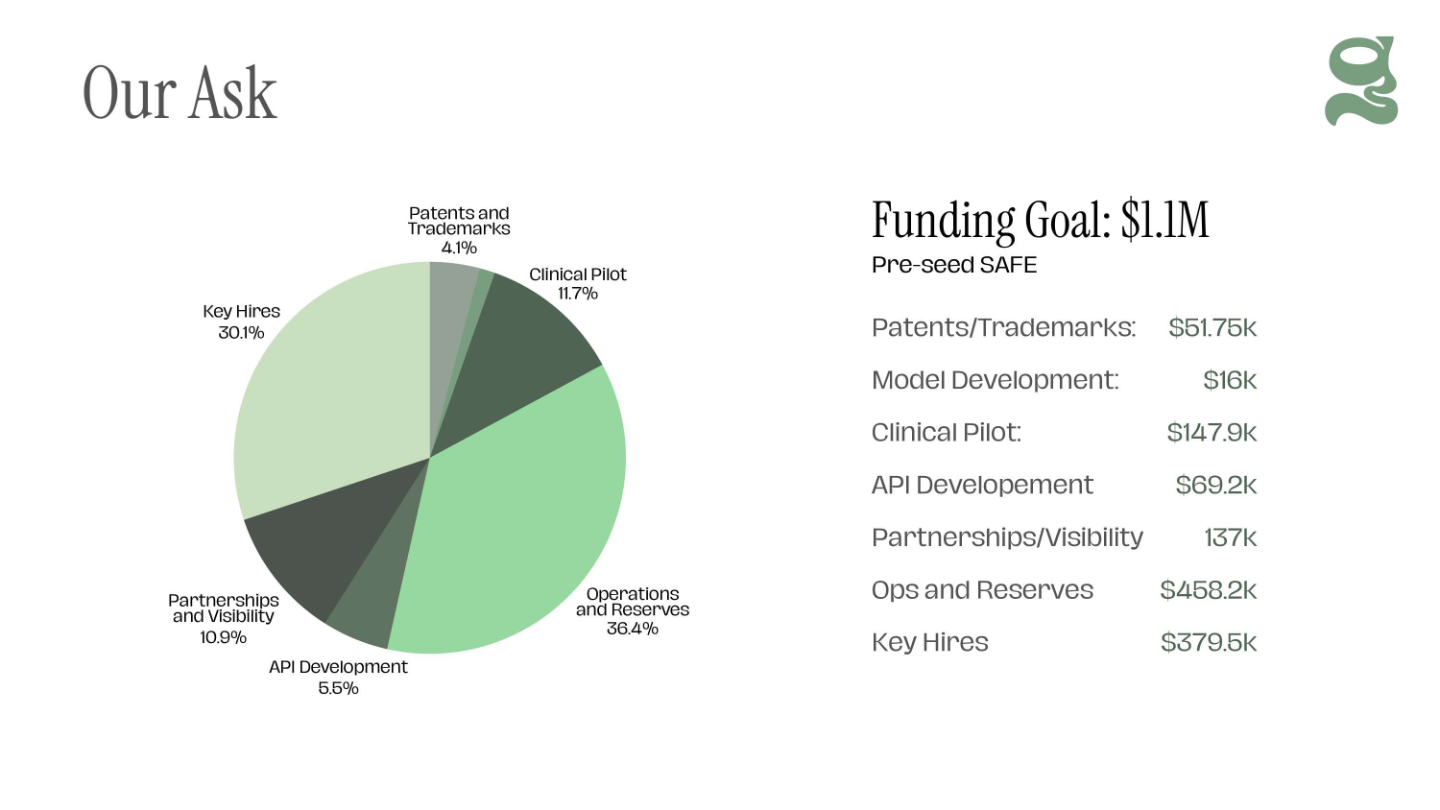 Our Ask
g
Patents and
Trademarks
4.1%
Clinical Pilot
11.7%
Key Hires
30.1%
Operations
and Reserves
36.4%
Partnerships
and Visibility
10.9%
API Development
5.5%
Funding Goal: $1.1M
Pre-seed SAFE
Patents/Trademarks: $51.75k
Model Development: $16k
Clinical Pilot: $147.9k
API Developement $69.2k
Partnerships/Visibility 137k
Ops and Reserves $458.2k
Key Hires $379.5k